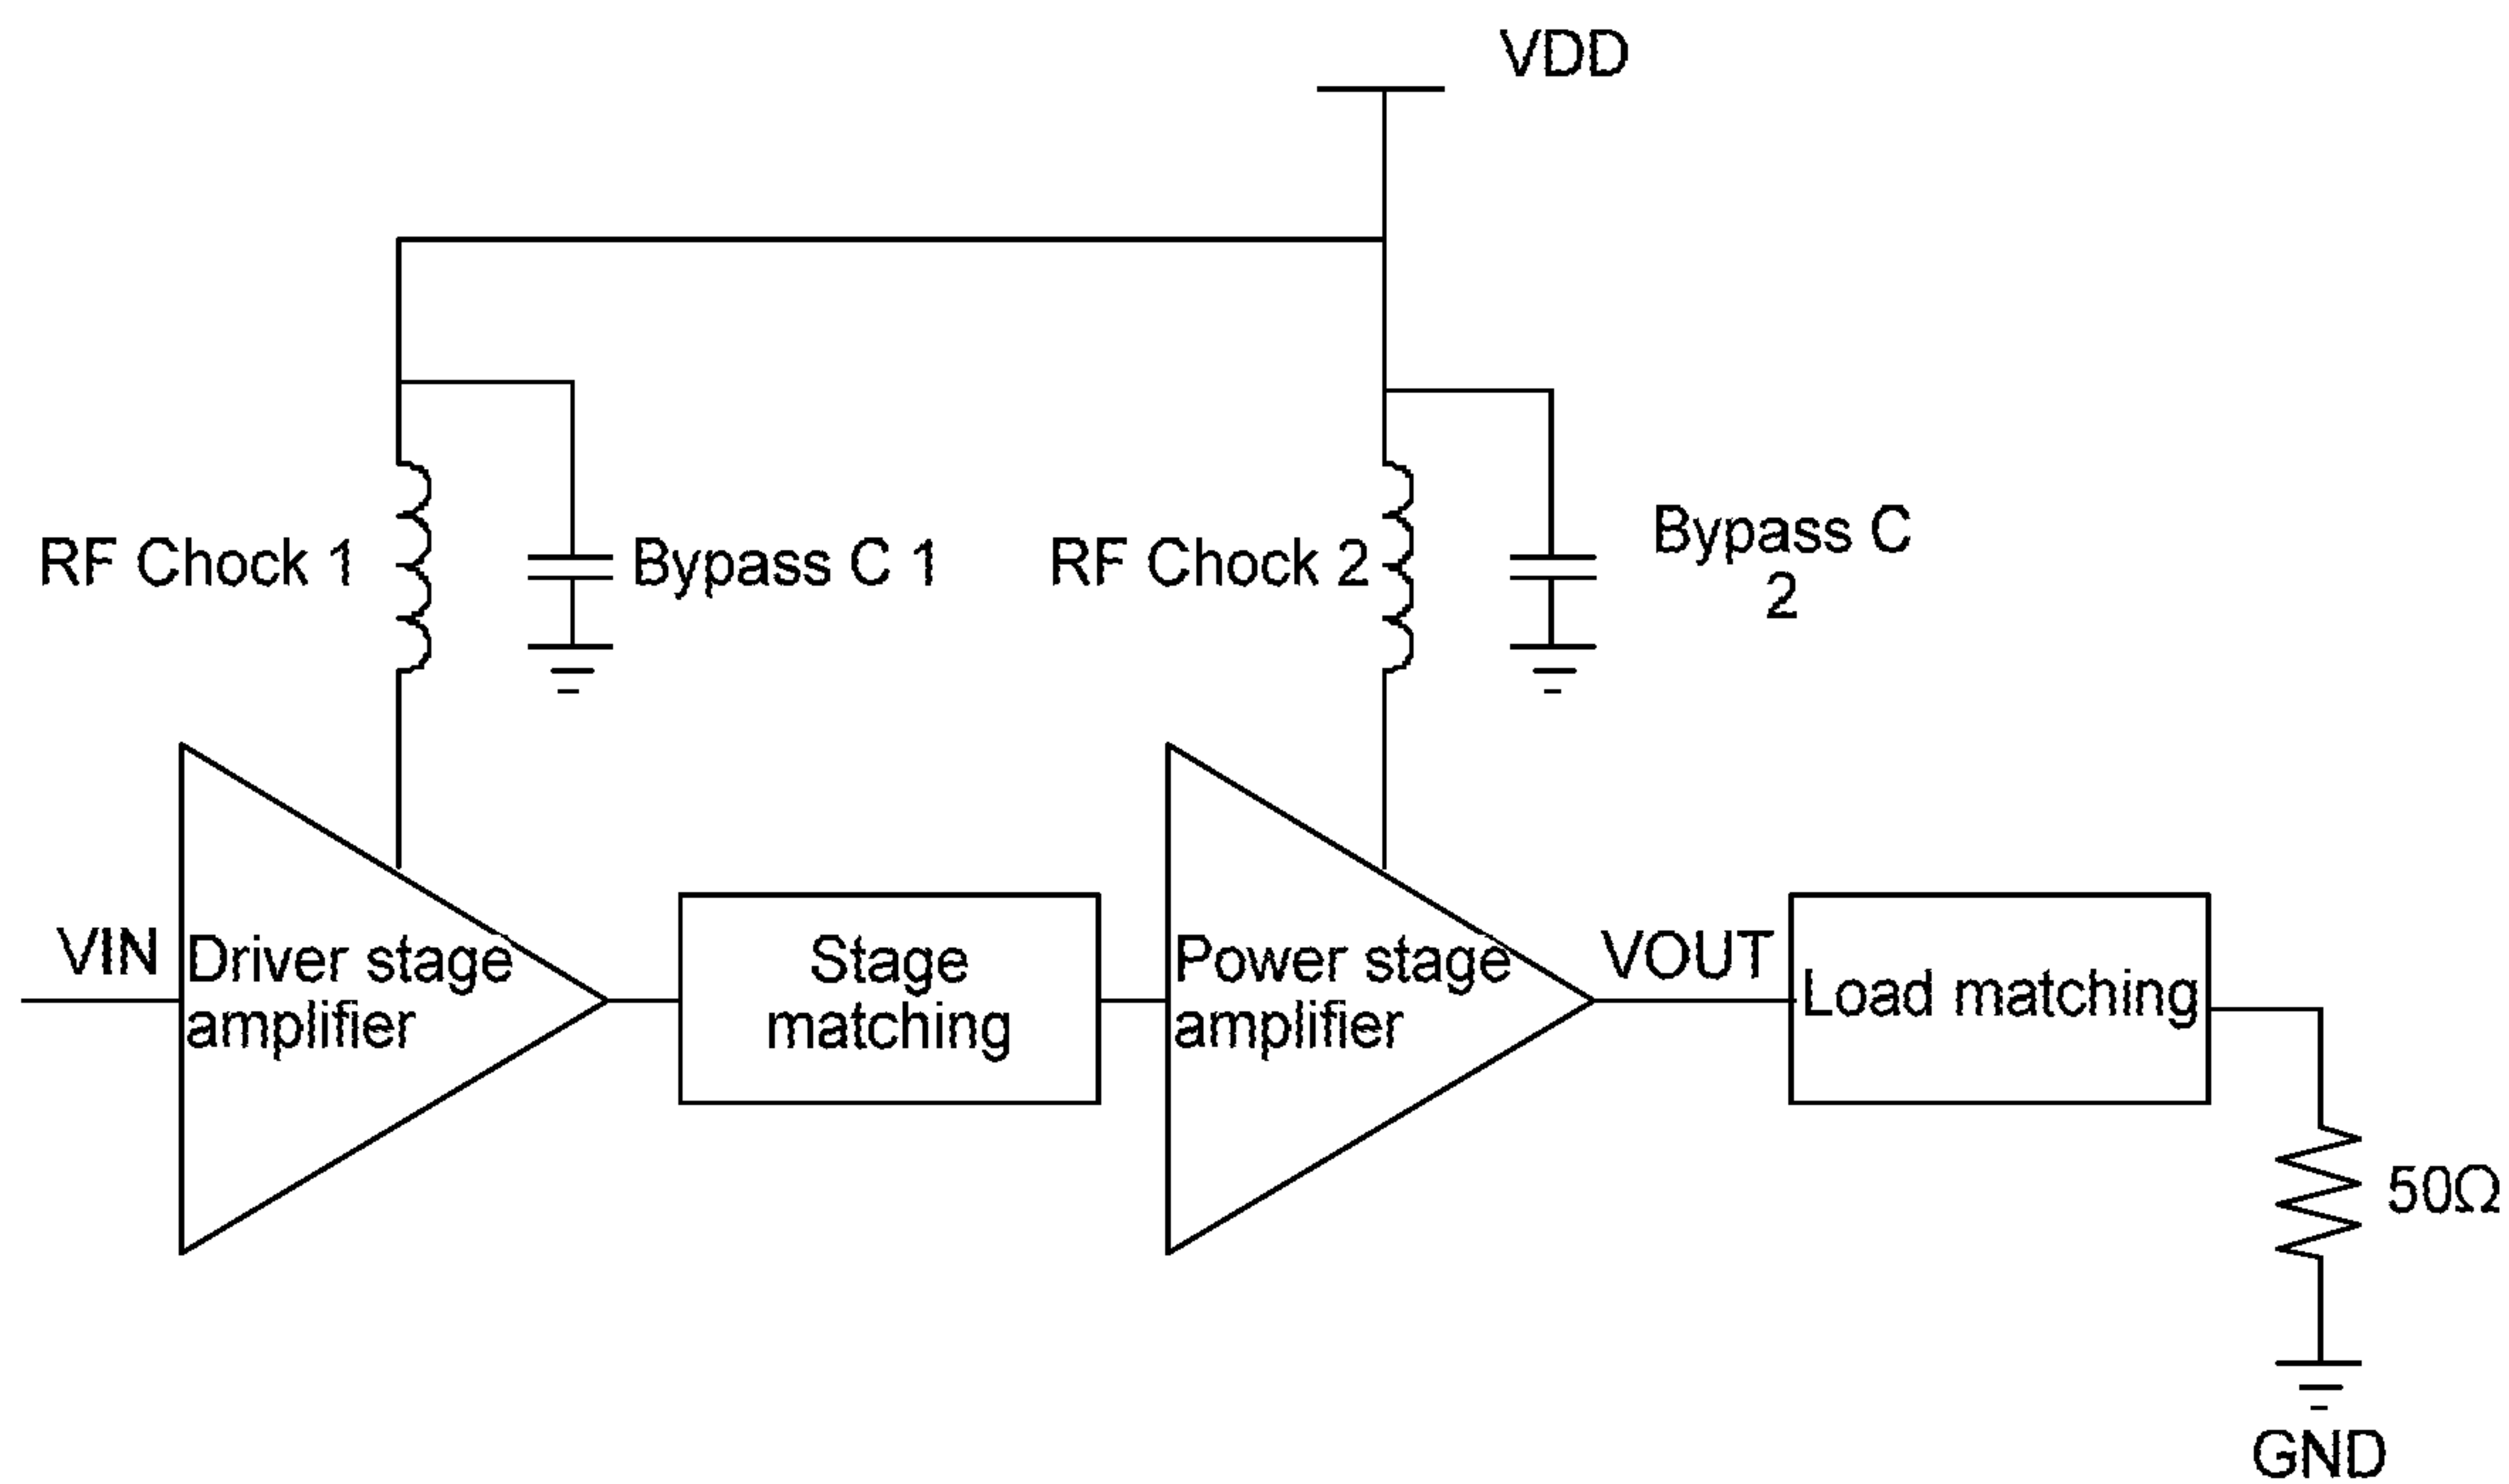 VDD
RF Chock 1
Bypass C 1
RF Chock 2
Bypass C
2
VIN
Driver stage
amplifier
Stage
matching
Power stage
amplifier
VOUT
Load matching
50Ω
GND